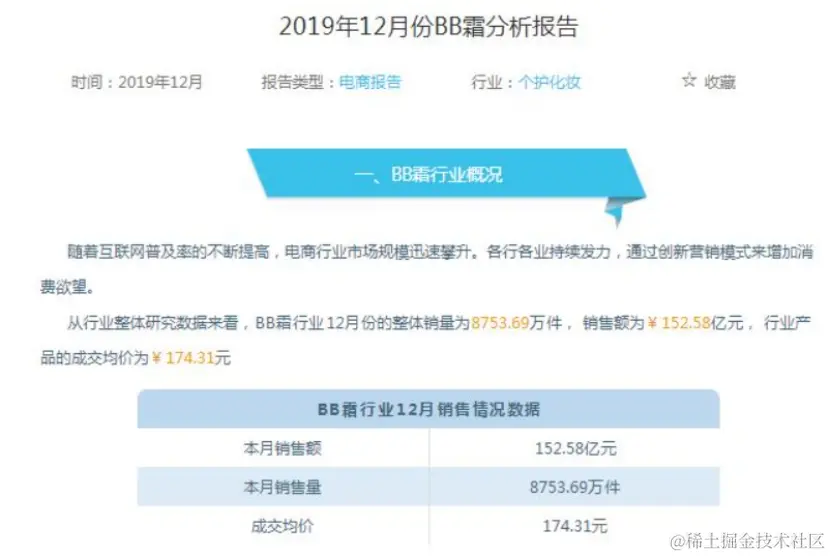 2019年12月份BB霜分析报告
时间：2019年12月 报告类型：电商报告 行业：个护化妆 ☆ 收藏
一、BB霜行业概况
随着互联网普及率的不断提高，电商行业市场规模迅速攀升。各行各业持续发力，通过创新营销模式来增加消
费欲望。
从行业整体研究数据来看，BB霜行业12月份的整体销量为8753.69万件， 销售额为￥152.58亿元， 行业产
品的成交均价为￥174.31元
BB霜行业12月销售情况数据
本月销售额 152.58亿元
本月销售量 8753.69万件
成交均价 174.31元
@稀土掘金技术社区